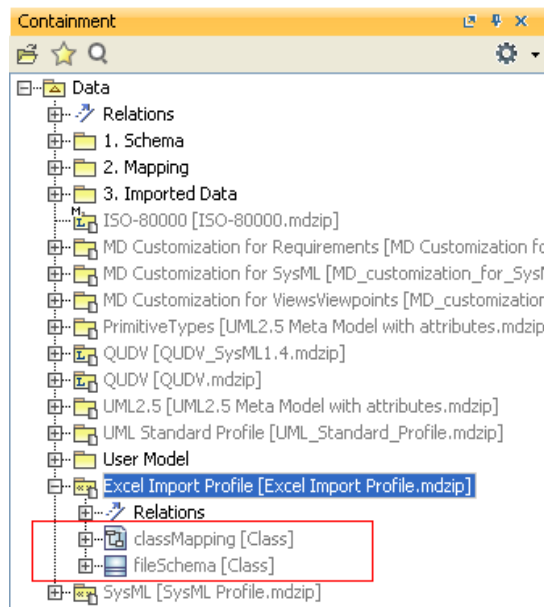 Containment
Data
Relations
1. Schema
2. Mapping
3. Imported Data
ISO-80000 [ISO-80000.mdzip]
MD Customization for Requirements [MD Customization fo
MD Customization for SysML [MD_customization_for_SysM
MD Customization for ViewsViewpoints [MD_customization
PrimitiveTypes [UML2.5 Meta Model with attributes.mdzip
QUDV [QUDV_SysML1.4.mdzip]
QUDV [QUDV.mdzip]
UML2.5 [UML2.5 Meta Model with attributes.mdzip]
UML Standard Profile [UML_Standard_Profile.mdzip]
User Model
Excel Import Profile [Excel Import Profile.mdzip]
Relations
classMapping [Class]
fileSchema [Class]
SysML [SysML Profile.mdzip]